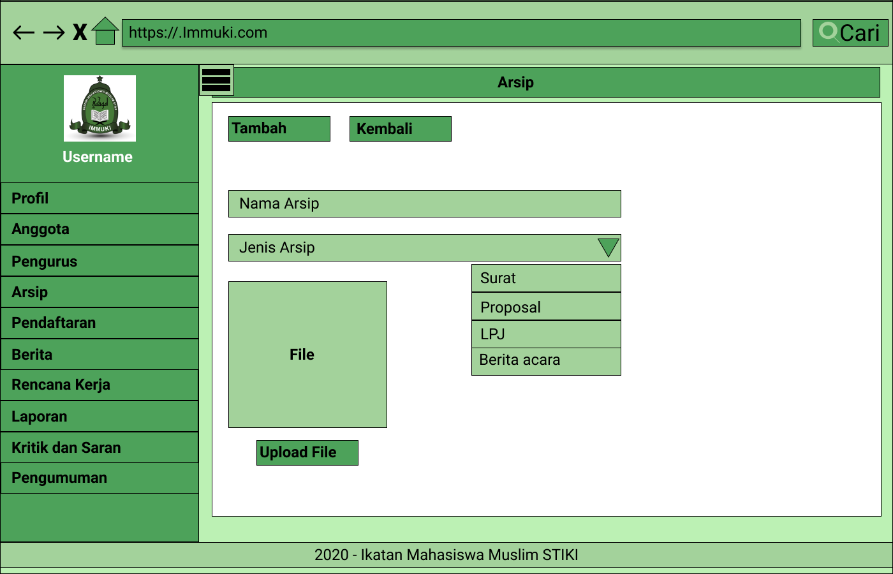 X
https://.Immuki.com
Cari
IMMUKI
Username
Arsip
Profil
Anggota
Pengurus
Arsip
Pendaftaran
Berita
Rencana Kerja
Laporan
Kritik dan Saran
Pengumuman
Tambah
Kembali
Nama Arsip
Jenis Arsip
Surat
Proposal
LPJ
Berita acara
File
Upload File
2020 - Ikatan Mahasiswa Muslim STIKI